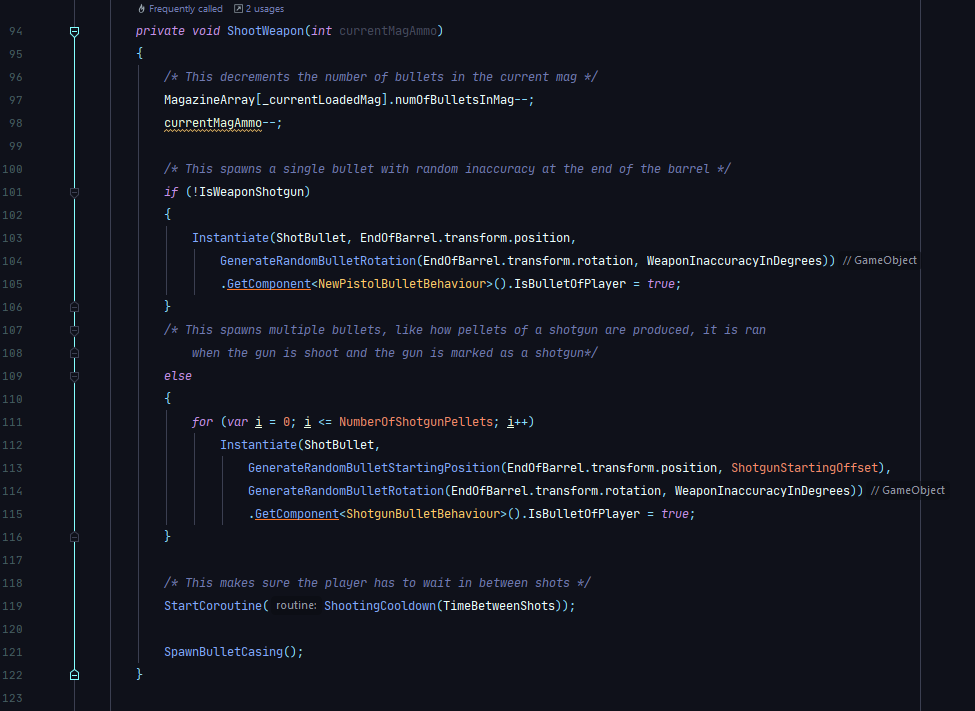 Frequently called 2 usages
94 private void ShootWeapon(int currentMagAmmo)
95 {
96 /* This decrements the number of bullets in the current mag */
97 MagazineArray[_currentLoadedMag].numOfBulletsInMag--;
98 currentMagAmmo--;
99
100 /* This spawns a single bullet with random inaccuracy at the end of the barrel */
101 if (!IsWeaponShotgun)
102 {
103 Instantiate(ShotBullet, EndOfBarrel.transform.position,
104 GenerateRandomBulletRotation(EndOfBarrel.transform.rotation, WeaponInaccuracyInDegrees)) // GameObject
105 .GetComponent<NewPistolBulletBehaviour>().IsBulletOfPlayer = true;
106 }
107 /* This spawns multiple bullets, like how pellets of a shotgun are produced, it is ran
108 when the gun is shoot and the gun is marked as a shotgun*/
109 else
110 {
111 for (var i = 0; i <= NumberOfShotgunPellets; i++)
112 Instantiate(ShotBullet,
113 GenerateRandomBulletStartingPosition(EndOfBarrel.transform.position, ShotgunStartingOffset),
114 GenerateRandomBulletRotation(EndOfBarrel.transform.rotation, WeaponInaccuracyInDegrees)) // GameObject
115 .GetComponent<ShotgunBulletBehaviour>().IsBulletOfPlayer = true;
116 }
117
118 /* This makes sure the player has to wait in between shots */
119 StartCoroutine( routine: ShootingCooldown(TimeBetweenShots));
120
121 SpawnBulletCasing();
122 }
123